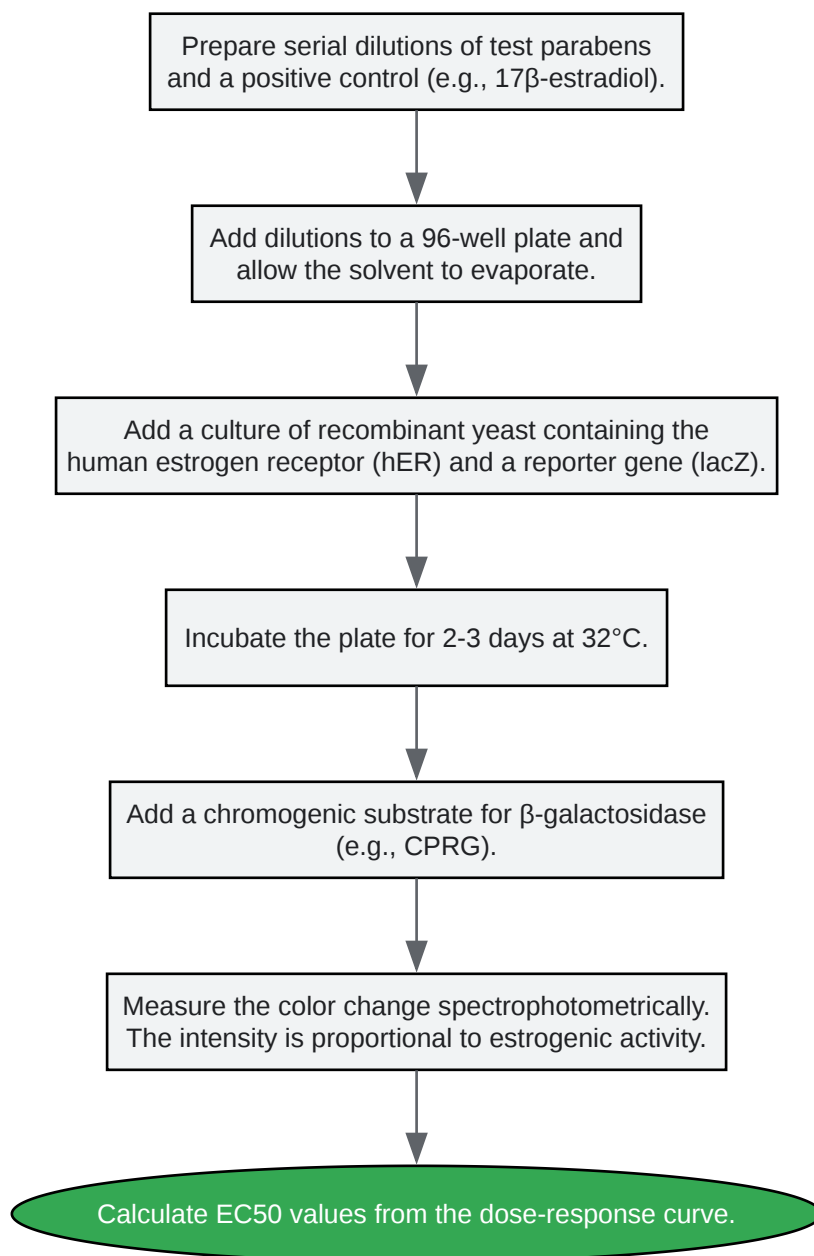 Prepare serial dilutions of test parabens
and a positive control (e.g., 17β-estradiol).
Add dilutions to a 96-well plate and
allow the solvent to evaporate.
Add a culture of recombinant yeast containing the
human estrogen receptor (hER) and a reporter gene (lacZ).
Incubate the plate for 2-3 days at 32°C.
Add a chromogenic substrate for β-galactosidase
(e.g., CPRG).
Measure the color change spectrophotometrically.
The intensity is proportional to estrogenic activity.
Calculate EC50 values from the dose-response curve.